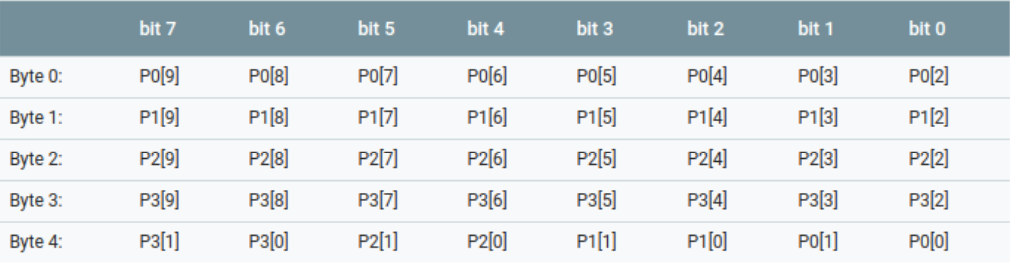 bit 7 bit 6 bit 5 bit 4 bit 3 bit 2 bit 1 bit 0
Byte 0: P0[9] P0[8] P0[7] P0[6] P0[5] P0[4] P0[3] P0[2]
Byte 1: P1[9] P1[8] P1[7] P1[6] P1[5] P1[4] P1[3] P1[2]
Byte 2: P2[9] P2[8] P2[7] P2[6] P2[5] P2[4] P2[3] P2[2]
Byte 3: P3[9] P3[8] P3[7] P3[6] P3[5] P3[4] P3[3] P3[2]
Byte 4: P3[1] P3[0] P2[1] P2[0] P1[1] P1[0] P0[1] P0[0]